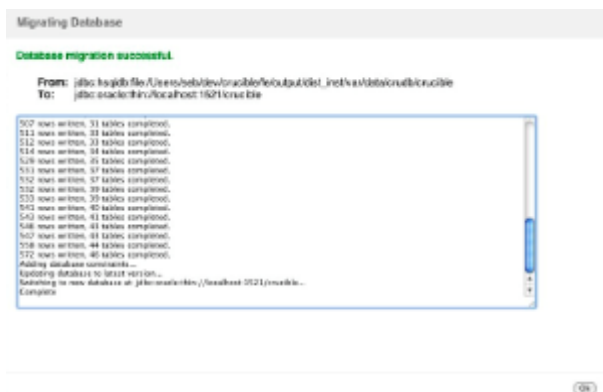 Migrating Database
Database migration successful.
From: jdbc:hsqldb:file:/Users/seb/dev/crucible/fe/output/dist_inst/var/data/crudb/crucible
To: jdbc:oracle:thin://localhost:1521/crucible
507 rows written, 31 tables completed.
511 rows written, 33 tables completed.
512 rows written, 33 tables completed.
514 rows written, 34 tables completed.
529 rows written, 35 tables completed.
531 rows written, 37 tables completed.
532 rows written, 37 tables completed.
532 rows written, 39 tables completed.
533 rows written, 39 tables completed.
541 rows written, 40 tables completed.
543 rows written, 41 tables completed.
546 rows written, 43 tables completed.
547 rows written, 43 tables completed.
558 rows written, 44 tables completed.
572 rows written, 46 tables completed.
Adding database constraints...
Updating database to latest version...
Switching to new database at jdbc:oracle:thin://localhost:1521/crucible...
Complete
Ok